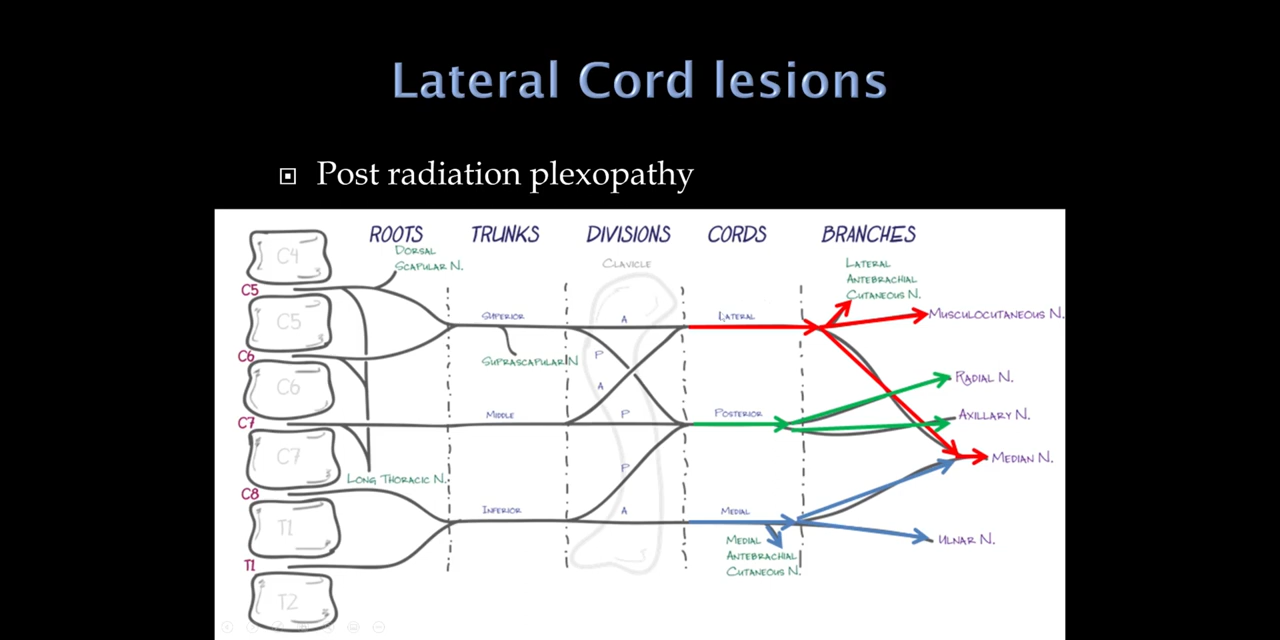 Lateral Cord lesions
Post radiation plexopathy
ROOTS TRUNKS DIVISIONS CORDS BRANCHES
DORSAL
SCAPULAR N.
CLAVICLE
LATERAL
ANTEBRACHIAL
CUTANEOUS N.
C4
C5
C5
SUPERIOR
A
LATERAL
MUSCULOCUTANEOUS N.
C6
SUPRASCAPULAR N
P
C6
A
RADIAL N.
C7
MIDDLE
P
POSTERIOR
AXILLARY N.
C7
LONG THORACIC N.
P
MEDIAN N.
C8
INFERIOR
A
MEDIAL
T1
MEDIAL
ANTEBRACHIAL
CUTANEOUS N.
ULNAR N.
T1
T2